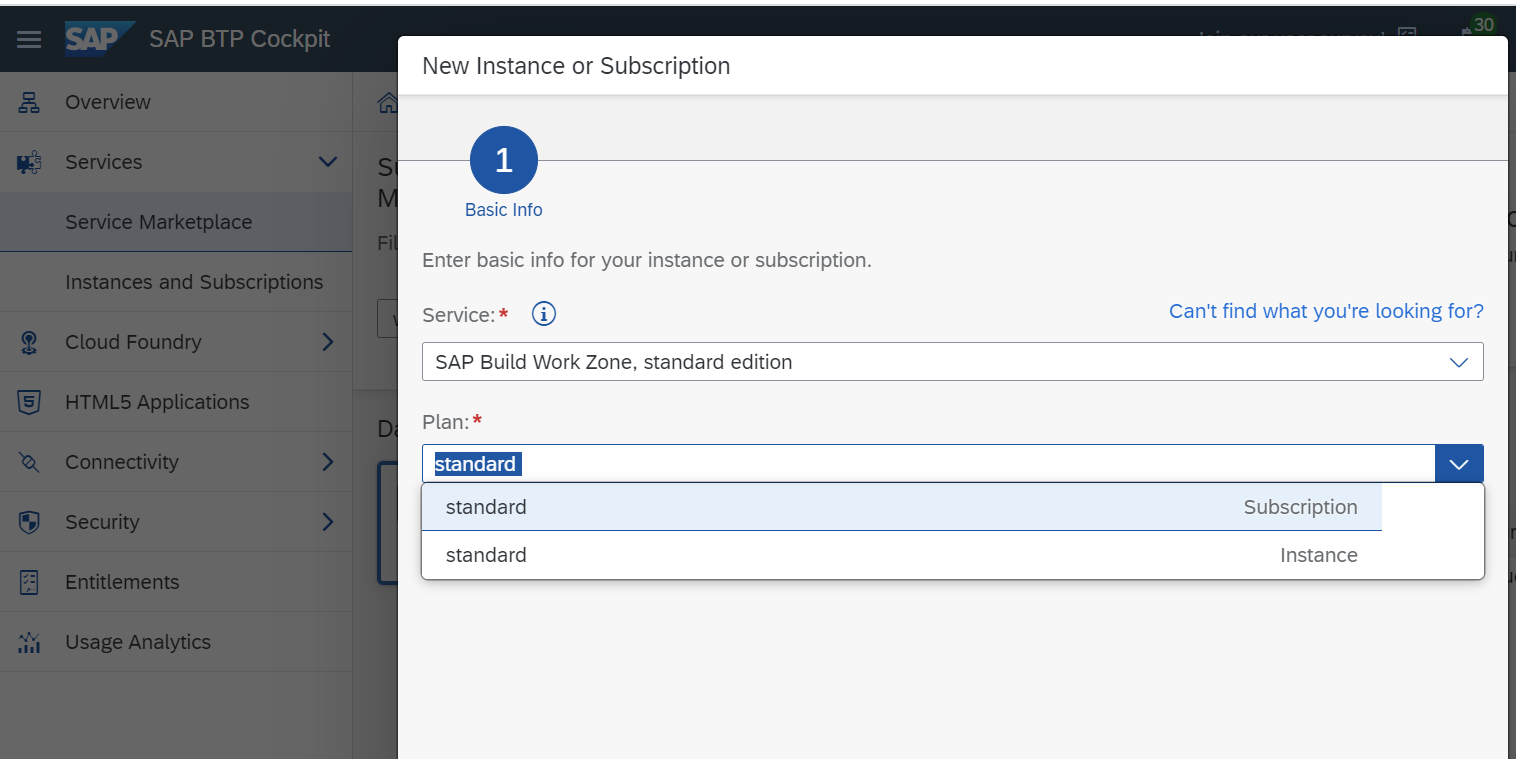 SAP SAP BTP Cockpit
30
New Instance or Subscription
Overview
Services
Service Marketplace
Instances and Subscriptions
Cloud Foundry
HTML5 Applications
Connectivity
Security
Entitlements
Usage Analytics
1
Basic Info
Enter basic info for your instance or subscription.
Service:*
Can't find what you're looking for?
SAP Build Work Zone, standard edition
Plan:*
standard
standard Subscription
standard Instance